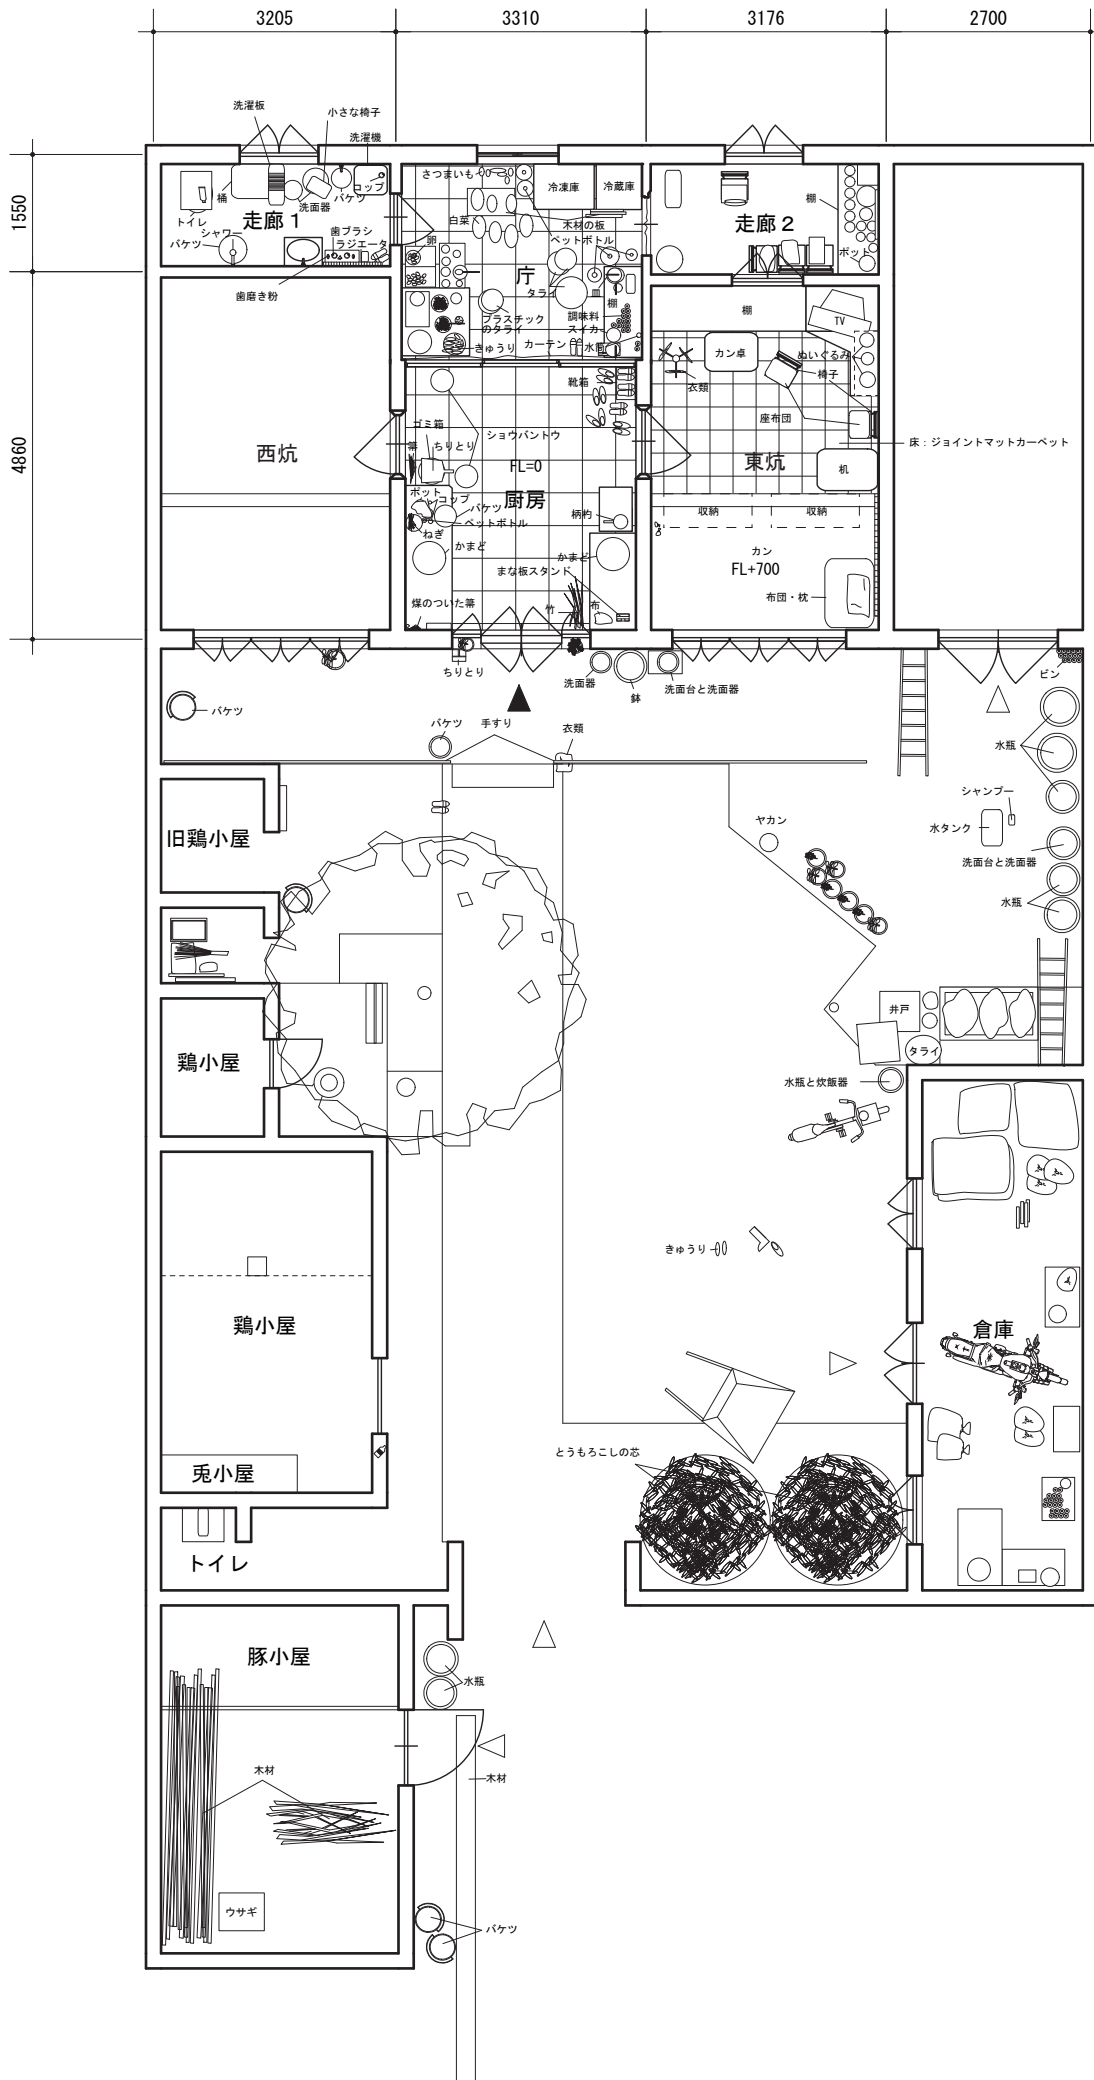 3205
3310
3176
2700
1550
4860
洗濯板
小さな椅子
洗濯機
コップ
桶
トイレ
洗面器
バケツ
走廊1
シャワー
バケツ
歯ブラシ
ラジエータ
歯磨き粉
さつまいも
冷凍庫
冷蔵庫
白菜
木材の板
ペットボトル
卵
庁
タライ
皿
棚
プラスチック
のタライ
調味料
スイカ
きゅうり
カーテン
水筒
棚
走廊2
ポット
棚
TV
カン卓
ぬいぐるみ
衣類
椅子
座布団
床：ジョイントマットカーペット
東炕
机
収納
収納
カン
FL+700
布団・枕
西炕
靴箱
ゴミ箱
ちりとり
ショウバントウ
箒
FL=0
厨房
ポット
コップ
バケツ
ペットボトル
ねぎ
柄杓
かまど
かまど
まな板スタンド
煤のついた箒
竹
布
ちりとり
洗面器
鉢
洗面台と洗面器
ビン
バケツ
バケツ
手すり
衣類
水瓶
シャンプー
ヤカン
水タンク
洗面台と洗面器
水瓶
旧鶏小屋
井戸
タライ
鶏小屋
水瓶と炊飯器
きゅうり
鶏小屋
倉庫
とうもろこしの芯
兎小屋
トイレ
豚小屋
水瓶
木材
木材
ウサギ
バケツ